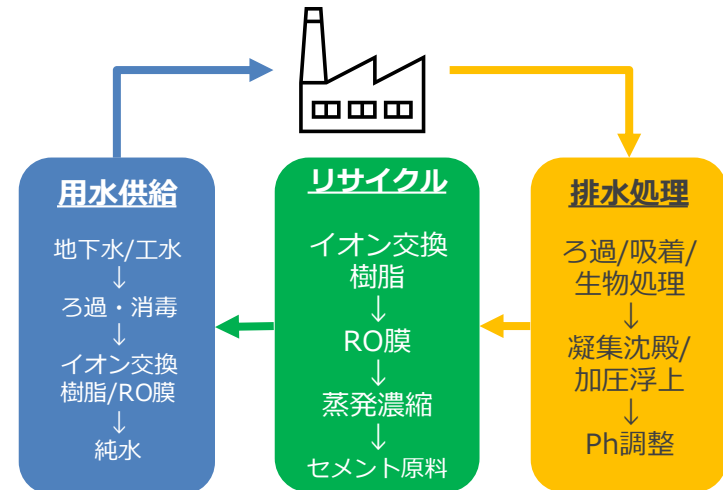 用水供給
地下水/工水
↓
ろ過・消毒
↓
イオン交換
樹脂/RO膜
↓
純水
リサイクル
イオン交換
樹脂
↓
RO膜
↓
蒸発濃縮
↓
セメント原料
排水処理
ろ過/吸着/
生物処理
↓
凝集沈殿/
加圧浮上
↓
Ph調整